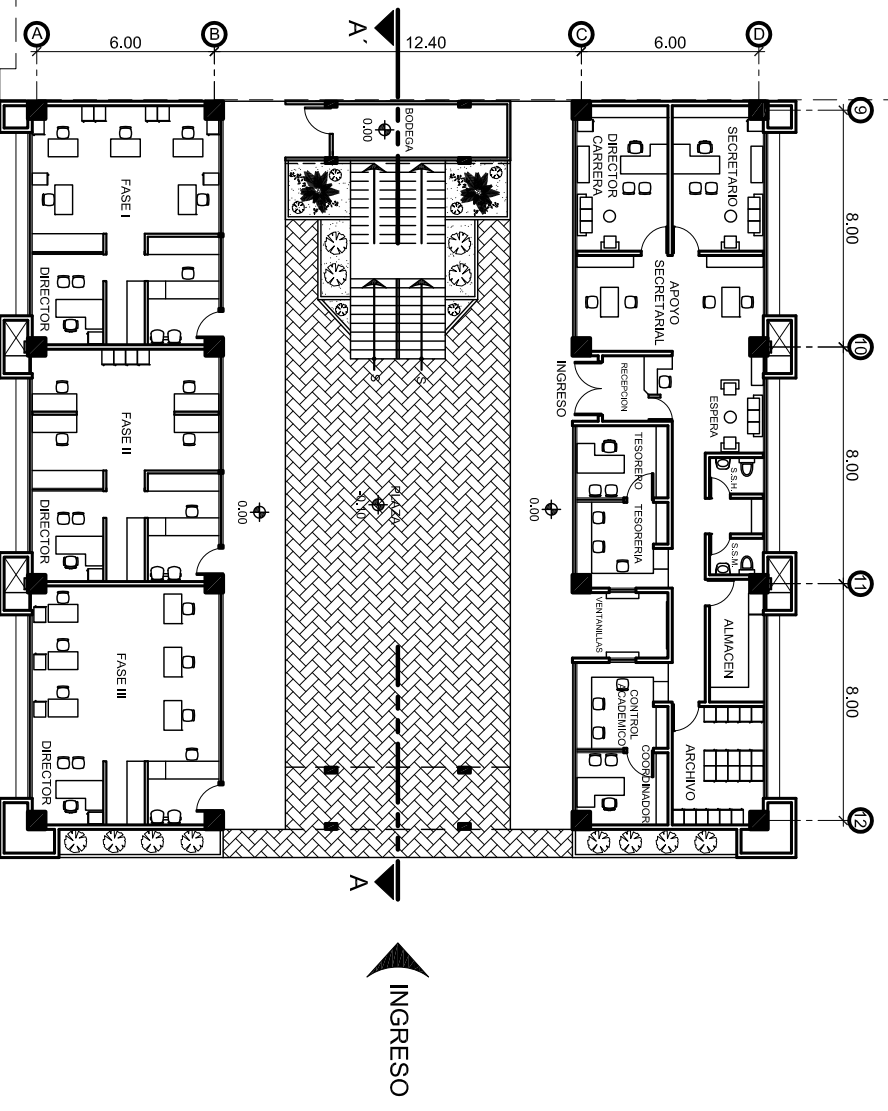 A
B
C
D
6.00
12.40
6.00
A´
9
8.00
10
8.00
11
8.00
12
BODEGA
0.00
FASE I
DIRECTOR
FASE II
DIRECTOR
FASE III
DIRECTOR
0.00
PLAZA
-0.10
0.00
S
S
DIRECTOR
CARRERA
SECRETARIO
APOYO
SECRETARIAL
RECEPCION
INGRESO
ESPERA
S.S.H.
S.S.M.
TESORERO
TESORERIA
VENTANILLAS
ALMACEN
CONTROL
ACADEMICO
COORDINADOR
ARCHIVO
A
INGRESO